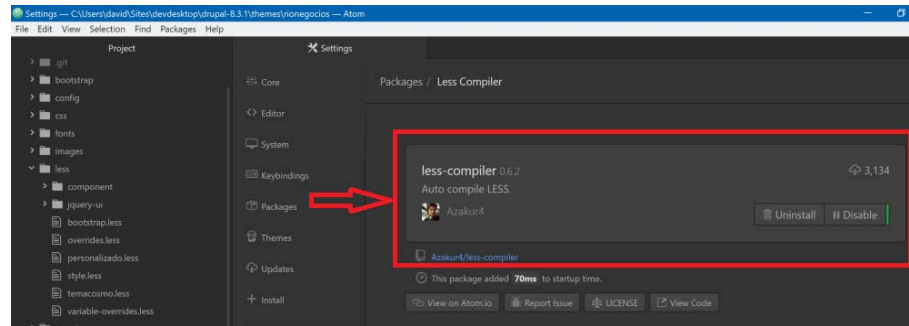 Settings — C:\Users\david\Sites\devdesktop\drupal-8.3.1\themes\rionegocios — Atom
File Edit View Selection Find Packages Help
Project
Settings
.git
bootstrap
config
css
fonts
images
less
component
jquery-ui
bootstrap.less
overrides.less
personalizado.less
style.less
temacosmo.less
variable-overrides.less
Core
Editor
System
Keybindings
Packages
Themes
Updates
Install
Packages / Less Compiler
less-compiler 0.6.2
3,134
Auto compile LESS.
Azakur4
Uninstall
Disable
Azakur4/less-compiler
This package added 70ms to startup time.
View on Atom.io
Report Issue
LICENSE
View Code